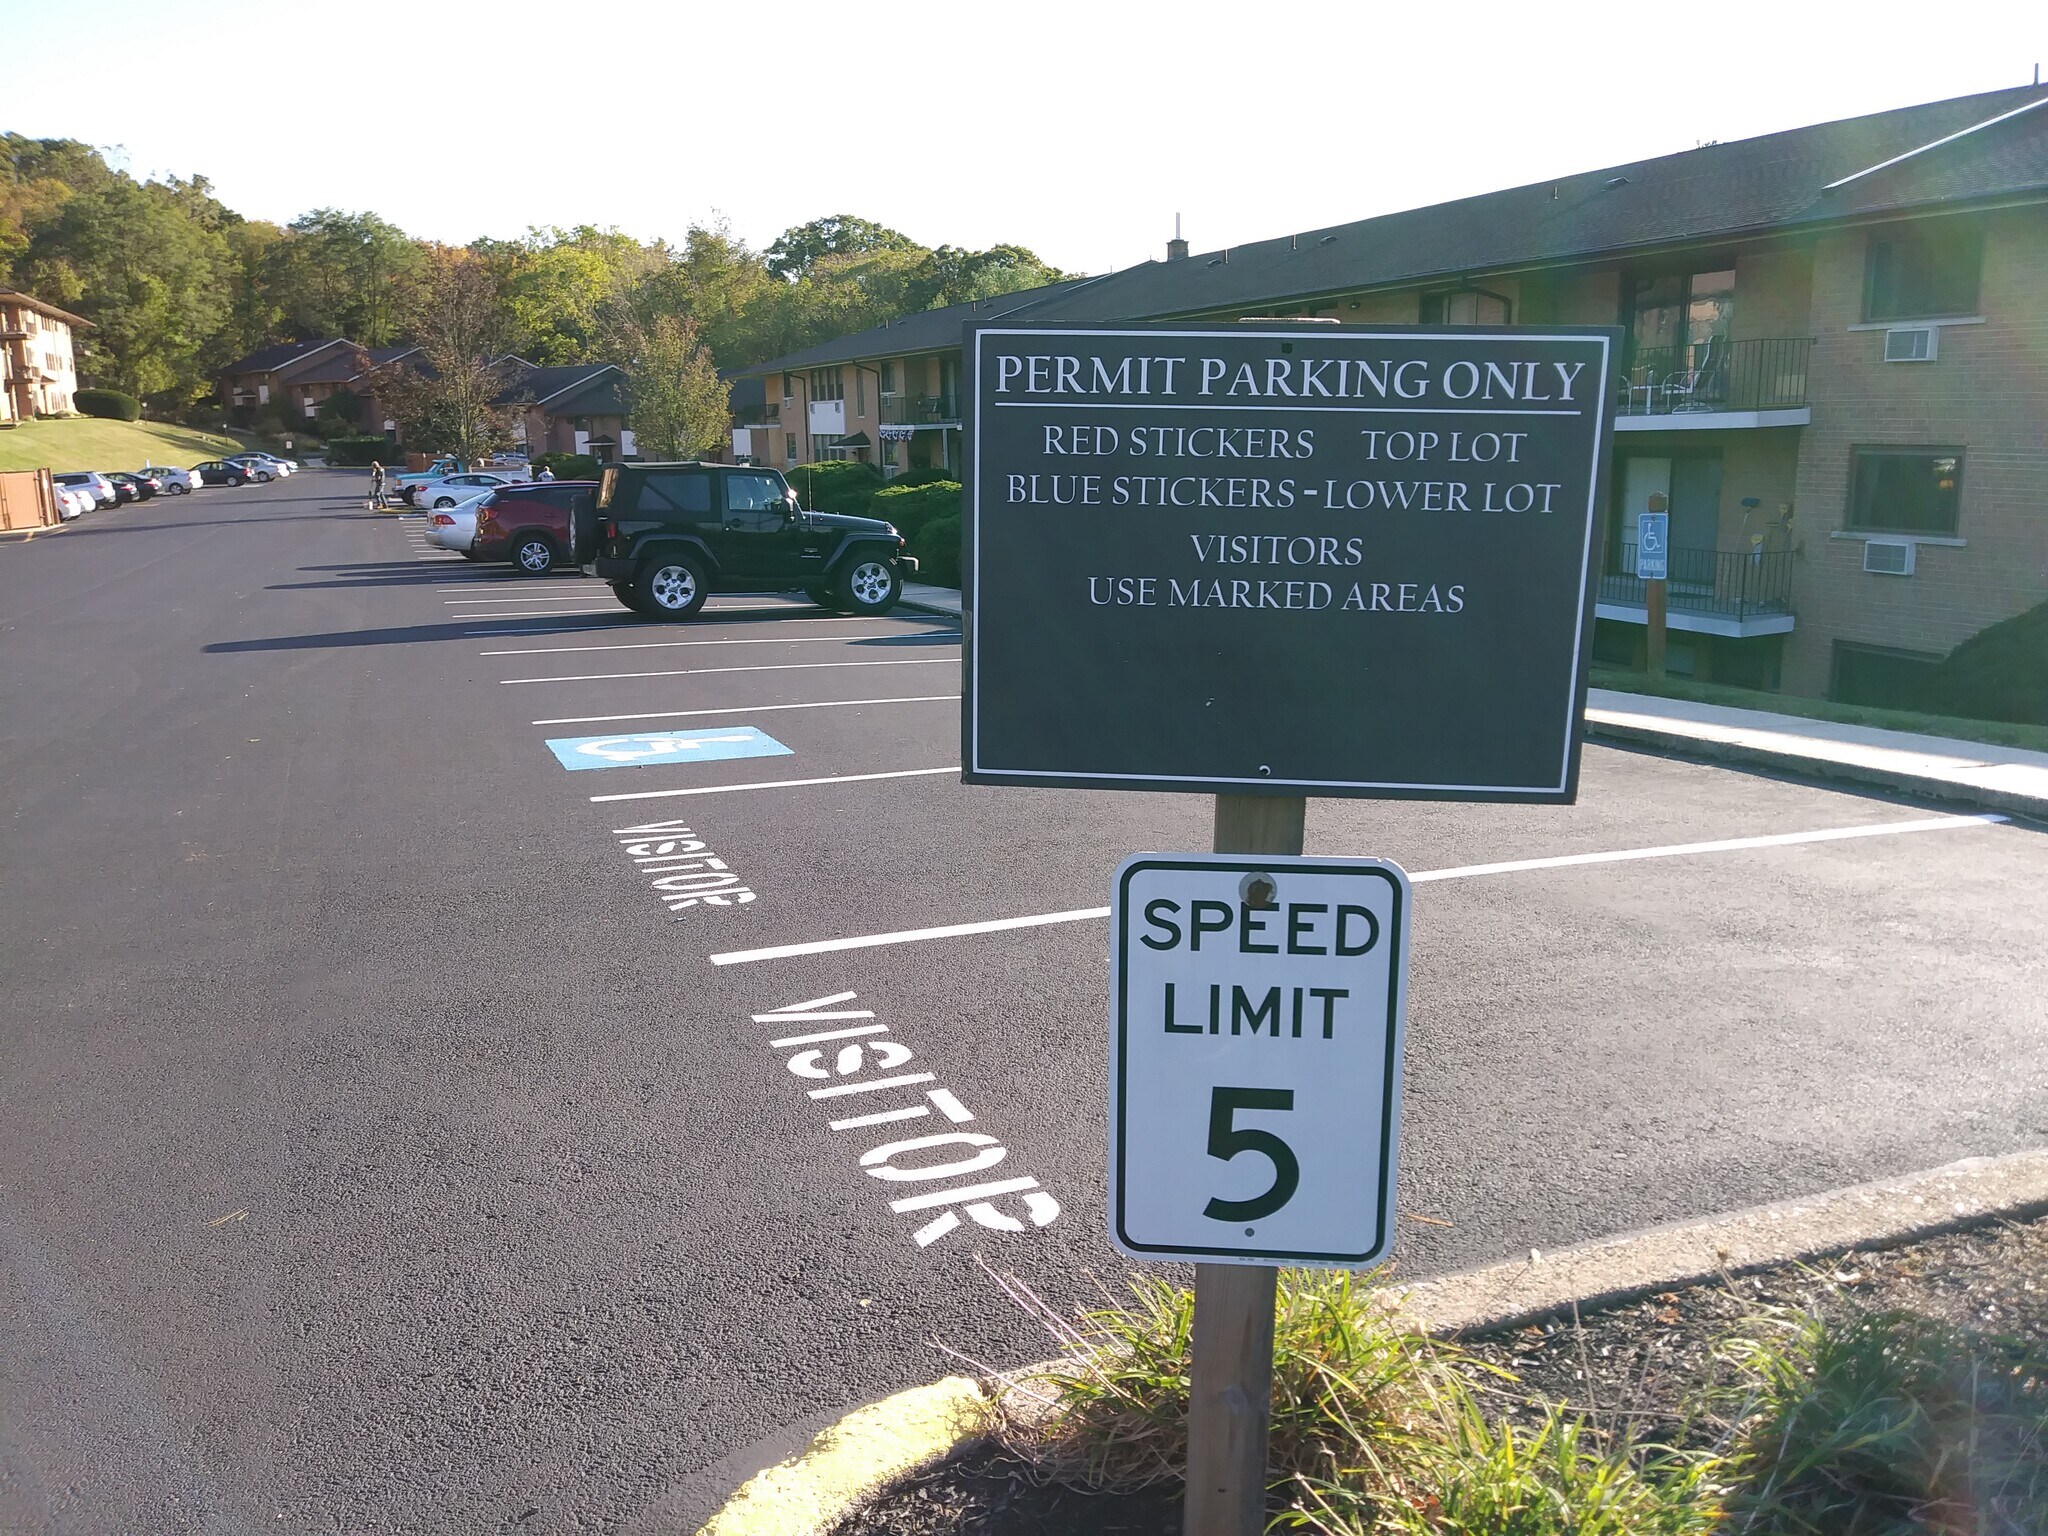 PERMIT PARKING ONLY
RED STICKERS TOP LOT
BLUE STICKERS-LOWER LOT
VISITORS
USE MARKED AREAS
SPEED
LIMIT
5
PARKING
VISITOR
VISITOR